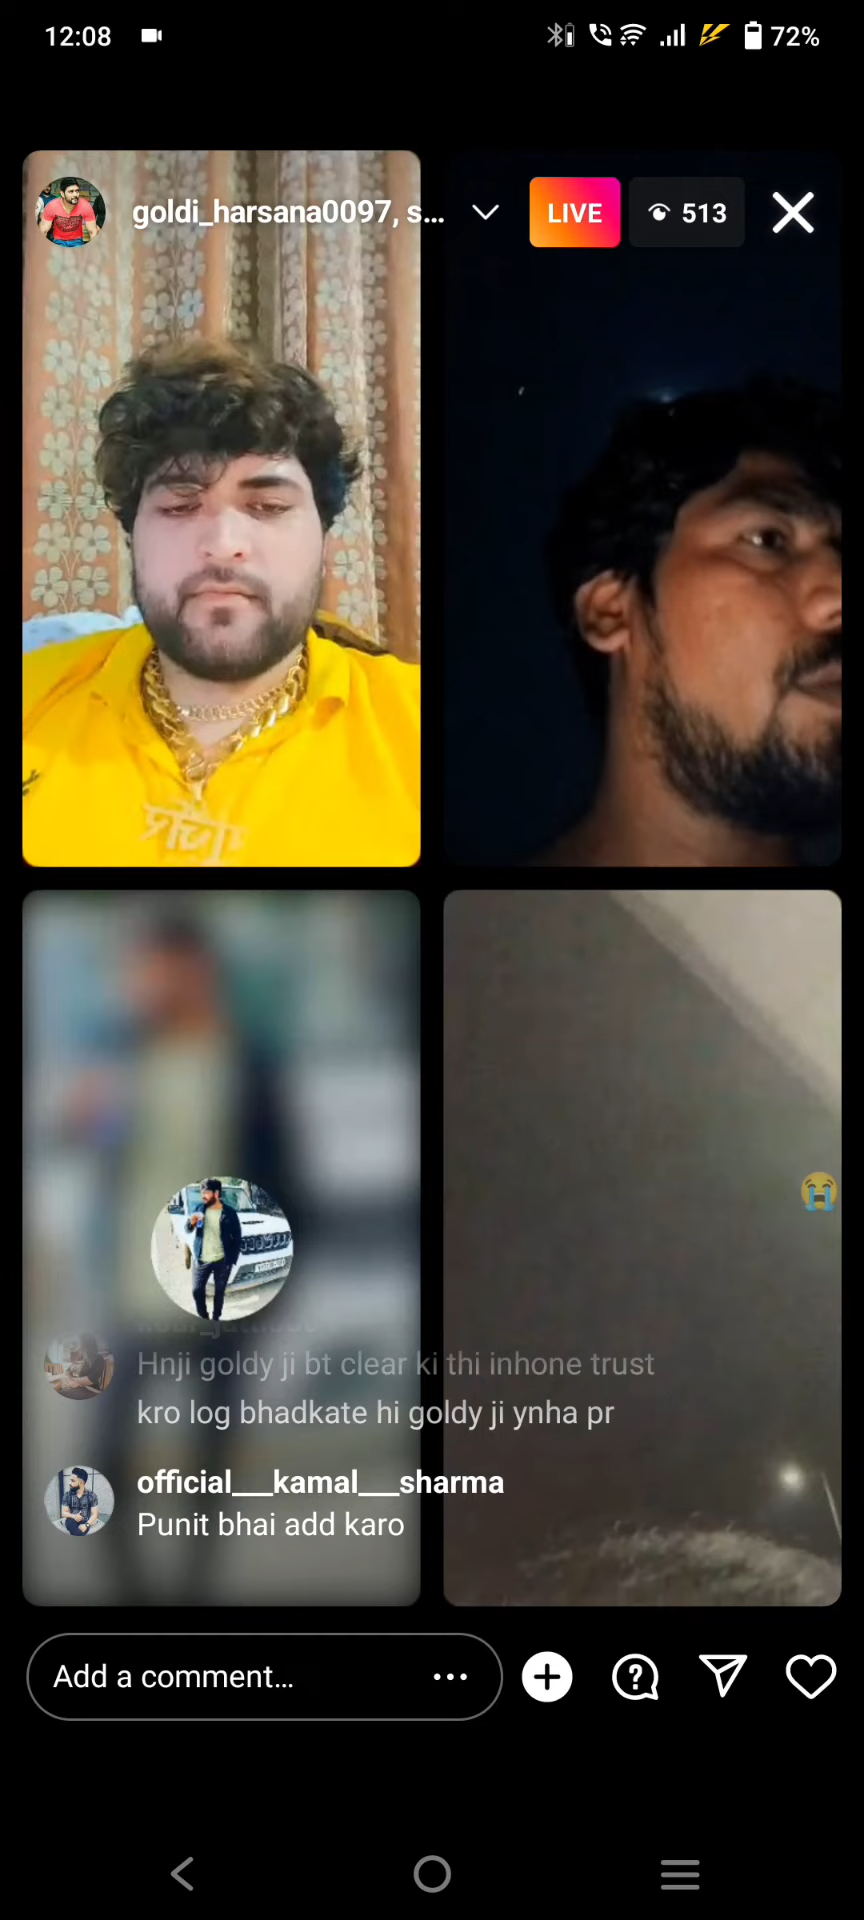 12:08
72%
goldi_harsana0097, s...
LIVE
513
Hnji goldy ji bt clear ki thi inhone trust
kro log bhadkate hi goldy ji ynha pr
official__kamal__sharma
Punit bhai add karo
Add a comment...